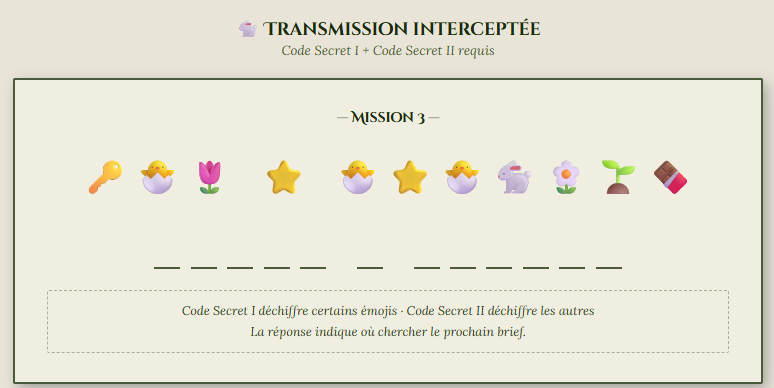 🐇 Transmission interceptée
Code Secret I + Code Secret II requis
— Mission 3 —
🔑 🐣 🌷 ⭐ 🐣 ⭐ 🐣 🐇 🌸 🌱 🍫
_ _ _ _ _ _ _ _ _ _ _ _
Code Secret I déchiffre certains émojis · Code Secret II déchiffre les autres
La réponse indique où chercher le prochain brief.